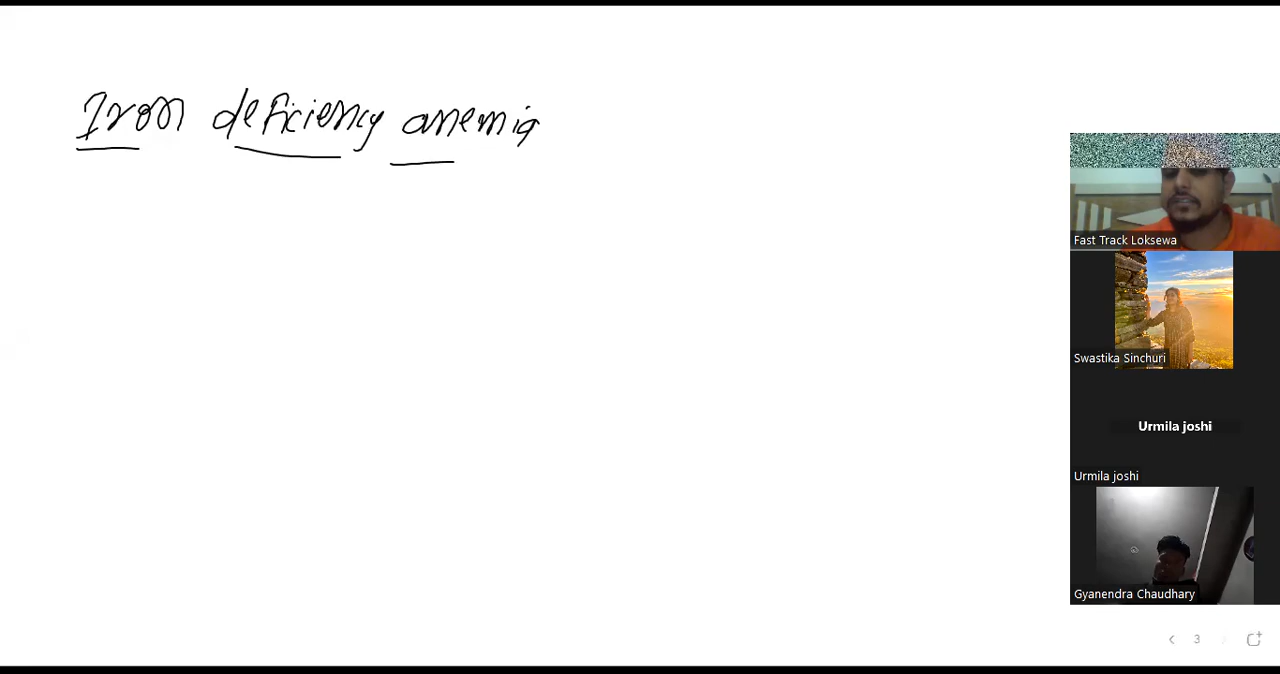 Iron deficiency anemia
Fast Track Loksewa
Swastika Sinchuri
Urmila joshi
Urmila joshi
Gyanendra Chaudhary
3